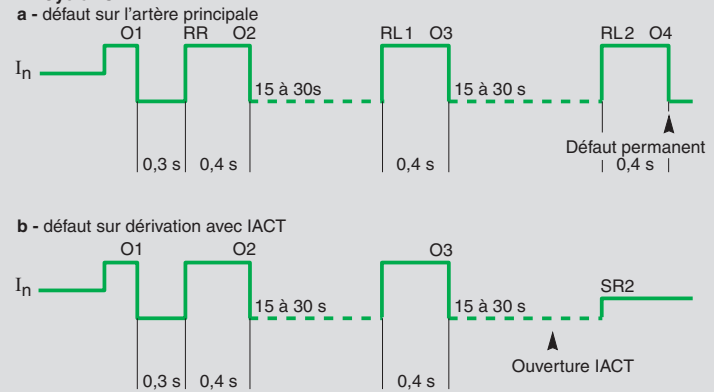 a - défaut sur l'artère principale
O1 RR O2 RL1 O3 RL2 O4
In
15 à 30s 15 à 30s
Défaut permanent
0,3 s 0,4 s 0,4 s 0,4 s
b - défaut sur dérivation avec IACT
O1 O2 O3
In
SR2
15 à 30 s 15 à 30 s
Ouverture IACT
0,3 s 0,4 s 0,4 s